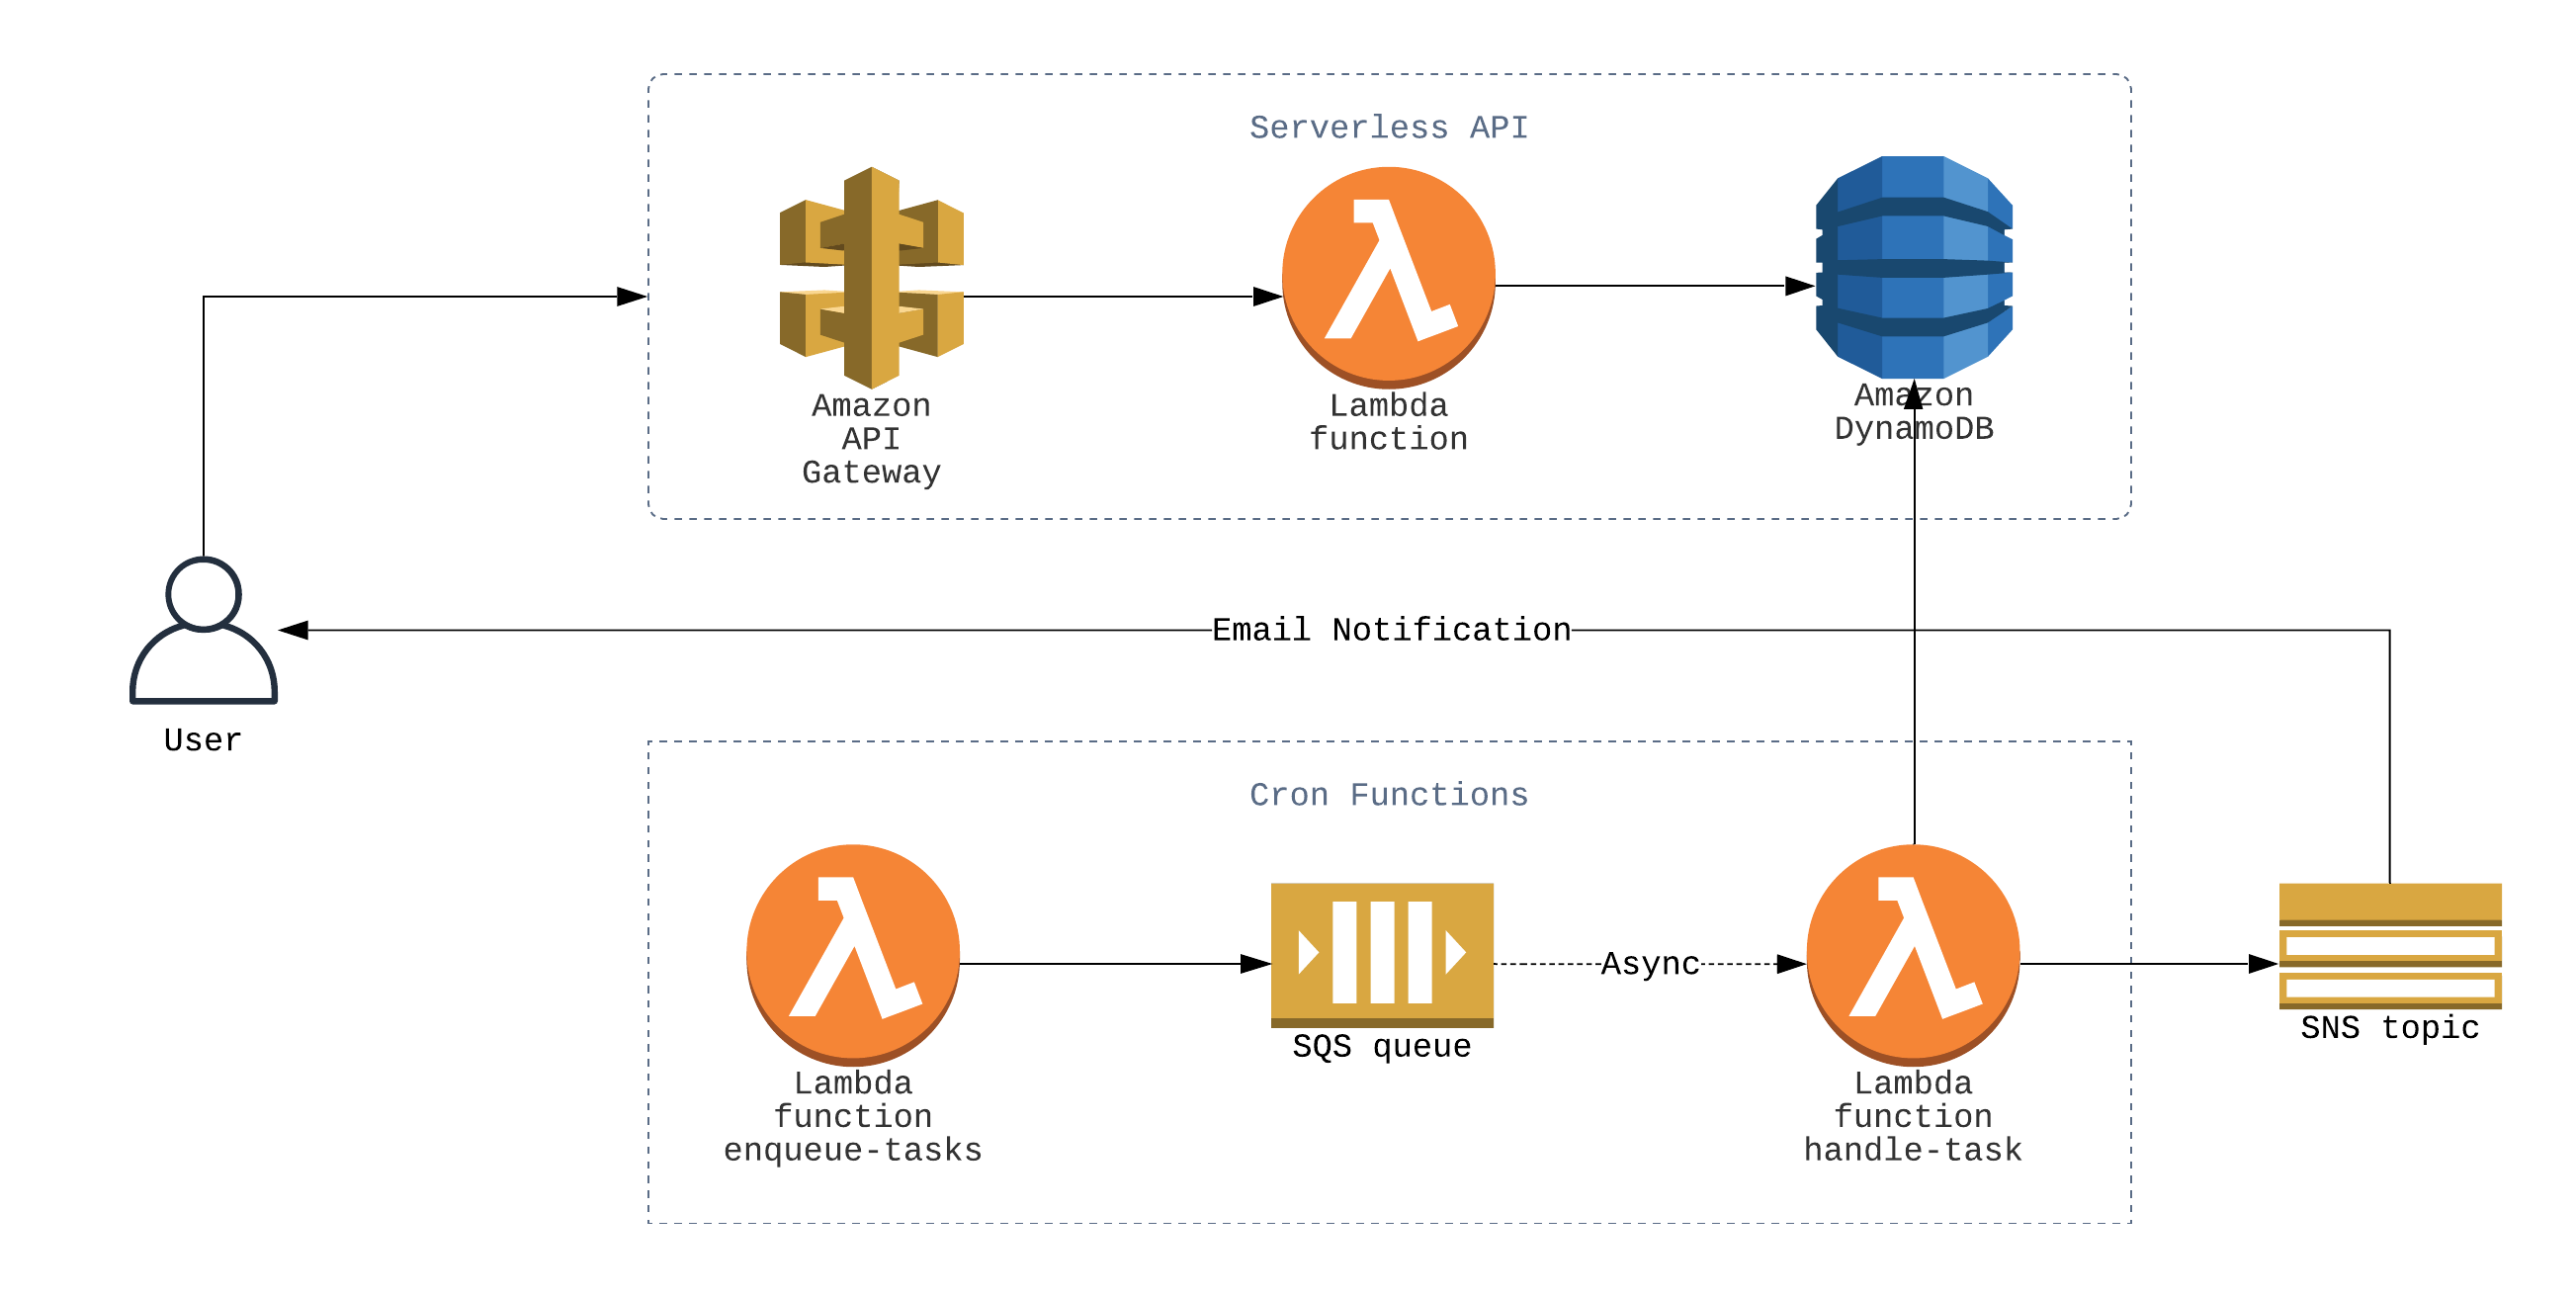 Serverless API
Amazon
API
Gateway
Lambda
function
Amazon
DynamoDB
Email Notification
User
Cron Functions
Lambda
function
enqueue-tasks
SQS queue
Async
Lambda
function
handle-task
SNS topic